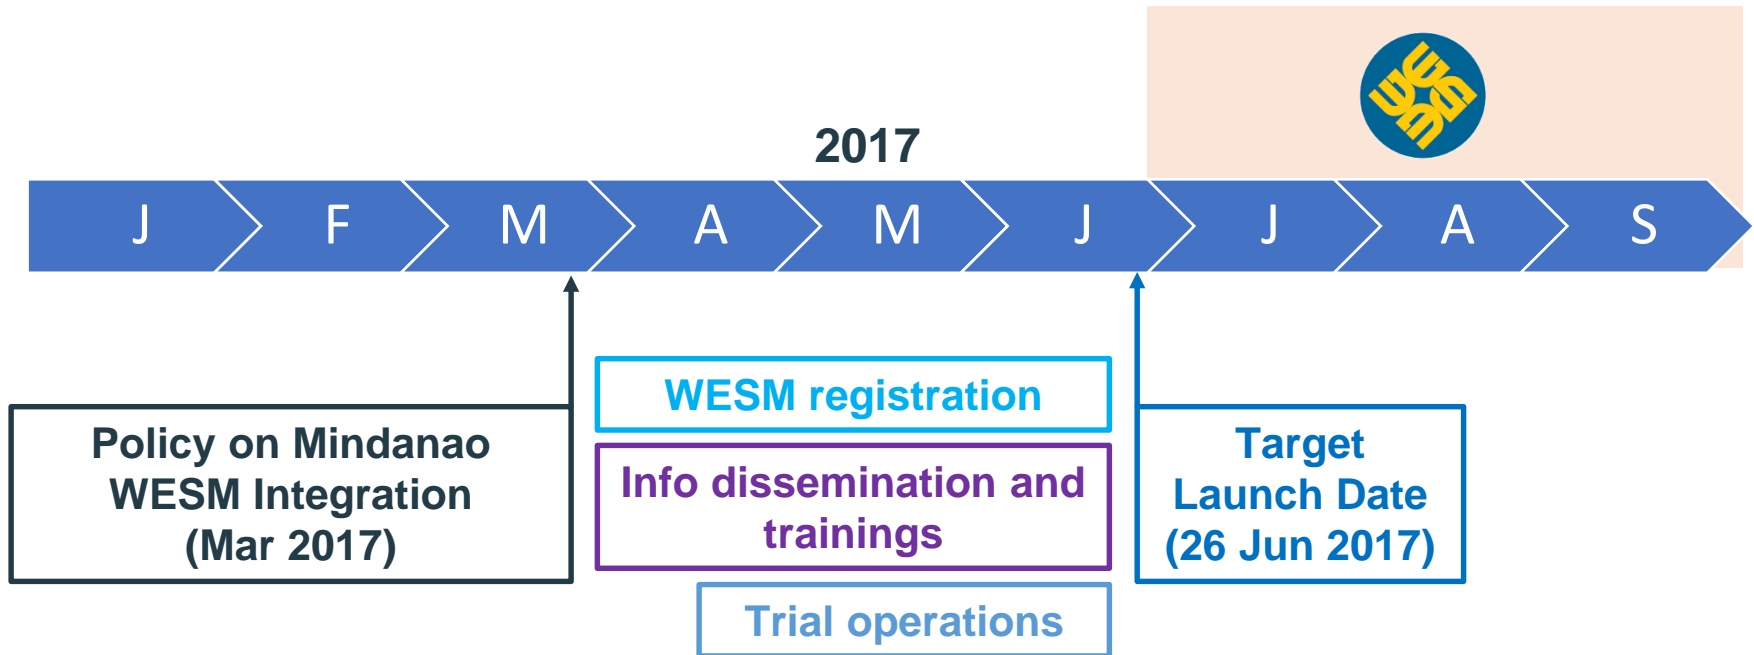 2017
J F M A M J J A S
Policy on Mindanao
WESM Integration
(Mar 2017)
WESM registration
Info dissemination and
trainings
Trial operations
Target
Launch Date
(26 Jun 2017)